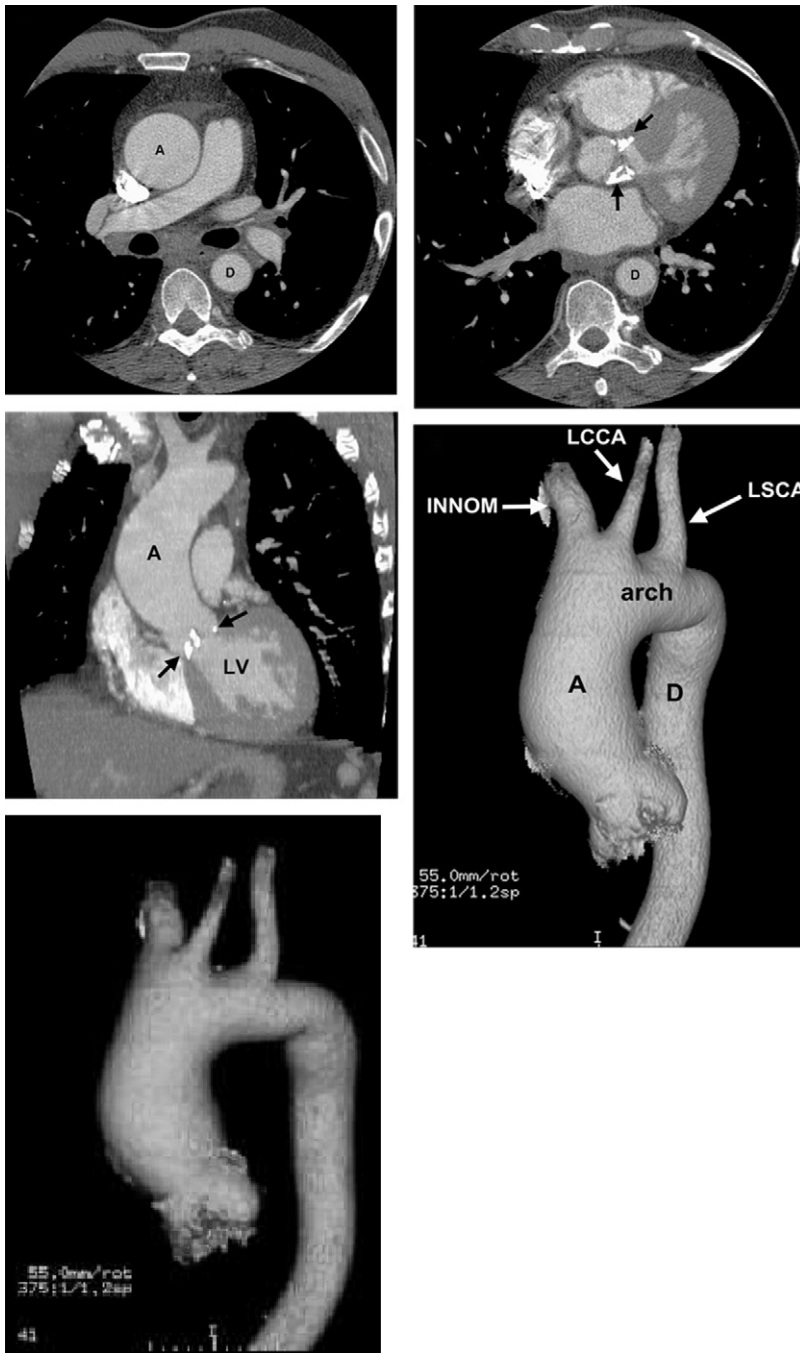 A
D
D
A
LV
LCCA
INNOM
LSCA
arch
A
D
55.0mm/rot
375:1/1.2sp
41
I
55.0mm/rot
375:1/1.2sp
41
I